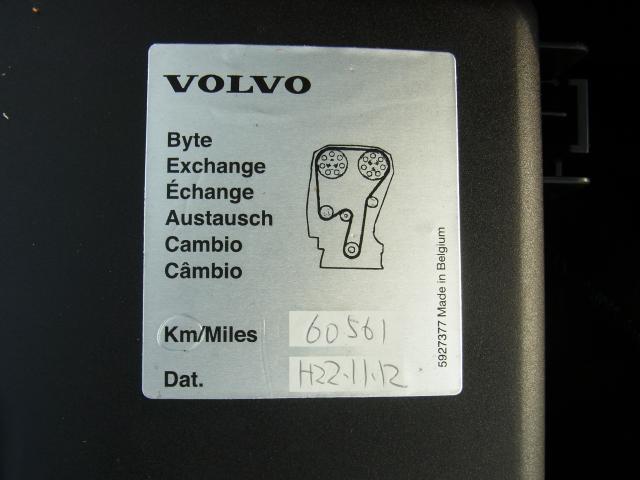 VOLVO
Byte
Exchange
Échange
Austausch
Cambio
Câmbio
Km/Miles 60561
Dat. H22.11.12
5927377 Made in Belgium